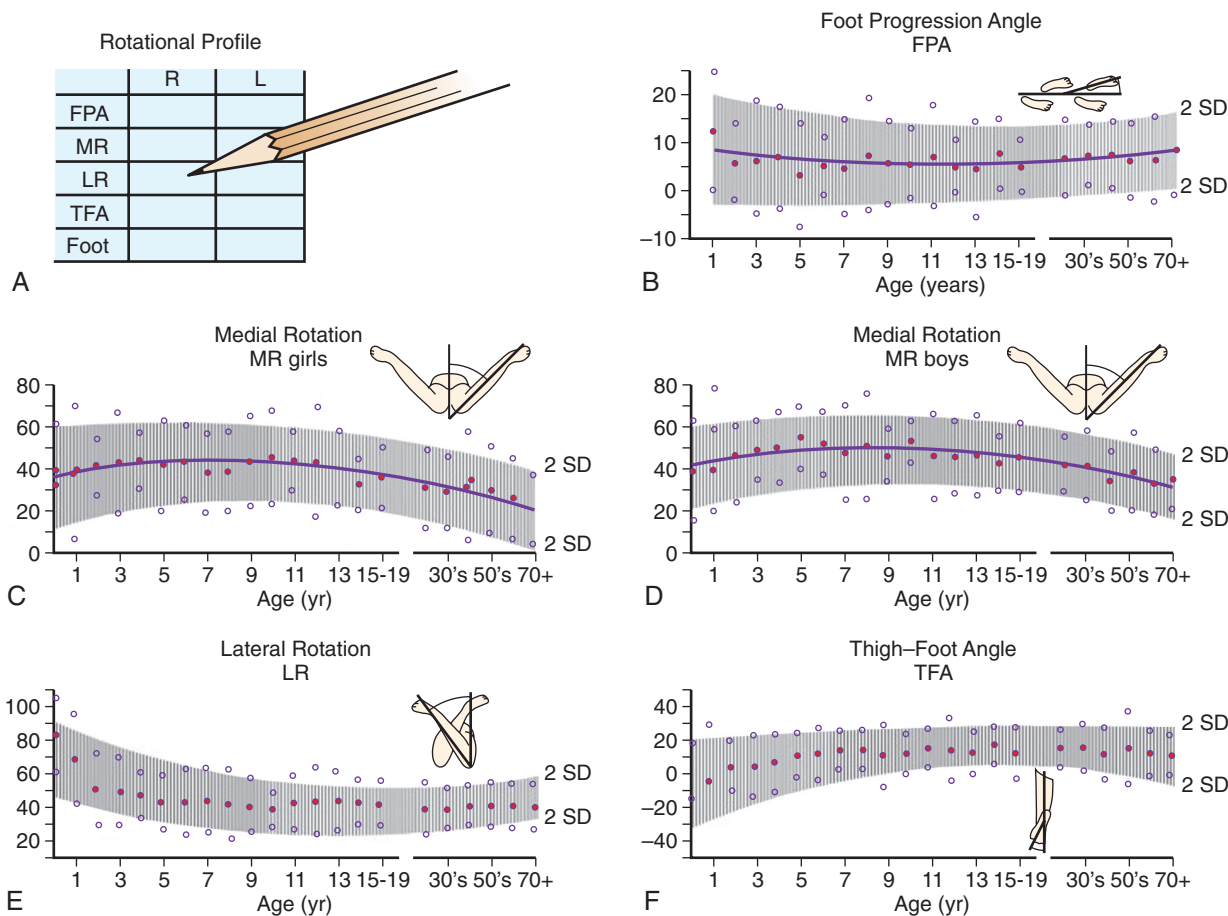 Rotational Profile
R L
FPA
MR
LR
TFA
Foot
A
Foot Progression Angle
FPA
20
10
0
−10
2 SD
2 SD
1 3 5 7 9 11 13 15-19 30's 50's 70+
Age (years)
B
Medial Rotation
MR girls
80
60
40
20
0
2 SD
2 SD
1 3 5 7 9 11 13 15-19 30's 50's 70+
Age (yr)
C
Medial Rotation
MR boys
80
60
40
20
0
2 SD
2 SD
1 3 5 7 9 11 13 15-19 30's 50's 70+
Age (yr)
D
Lateral Rotation
LR
100
80
60
40
20
2 SD
2 SD
1 3 5 7 9 11 13 15-19 30's 50's 70+
Age (yr)
E
Thigh–Foot Angle
TFA
40
20
0
−20
−40
2 SD
2 SD
1 3 5 7 9 11 13 15-19 30's 50's 70+
Age (yr)
F